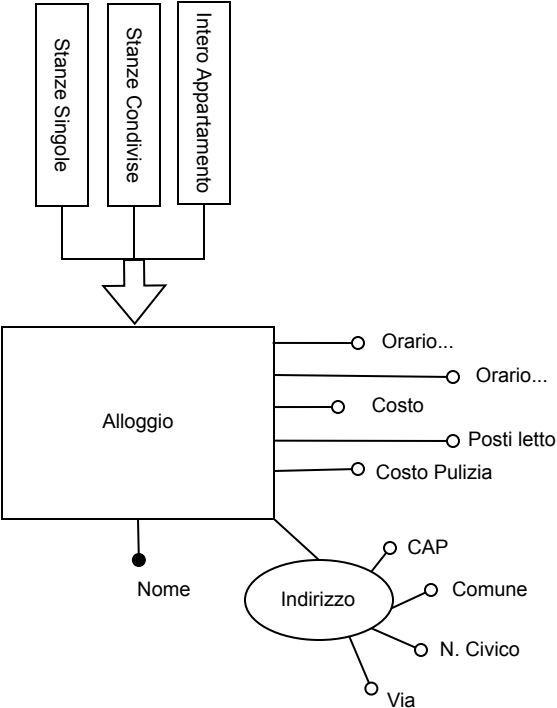 Stanze Singole
Stanze Condivise
Intero Appartamento
Alloggio
Orario...
Orario...
Costo
Posti letto
Costo Pulizia
Nome
Indirizzo
CAP
Comune
N. Civico
Via